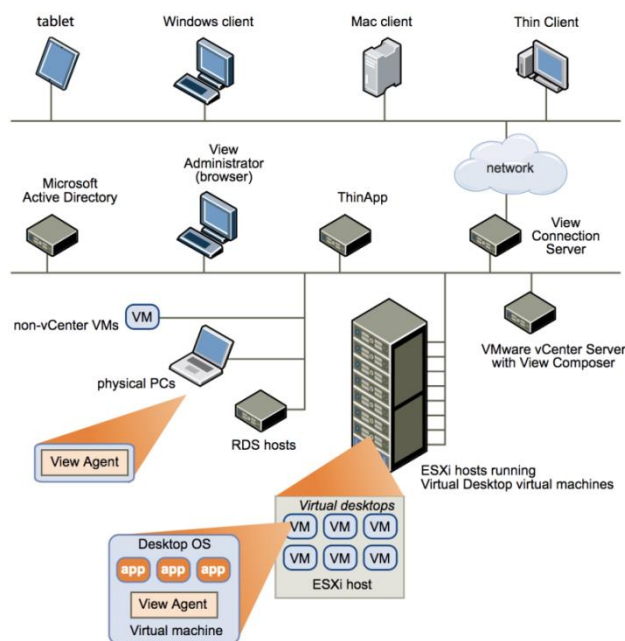 tablet
Windows client
Mac client
Thin Client
network
Microsoft
Active Directory
View
Administrator
(browser)
ThinApp
View
Connection
Server
non-vCenter VMs
VM
physical PCs
RDS hosts
VMware vCenter Server
with View Composer
View Agent
ESXi hosts running
Virtual Desktop virtual machines
Virtual desktops
VM VM VM
VM VM VM
ESXi host
Desktop OS
app app app
View Agent
Virtual machine